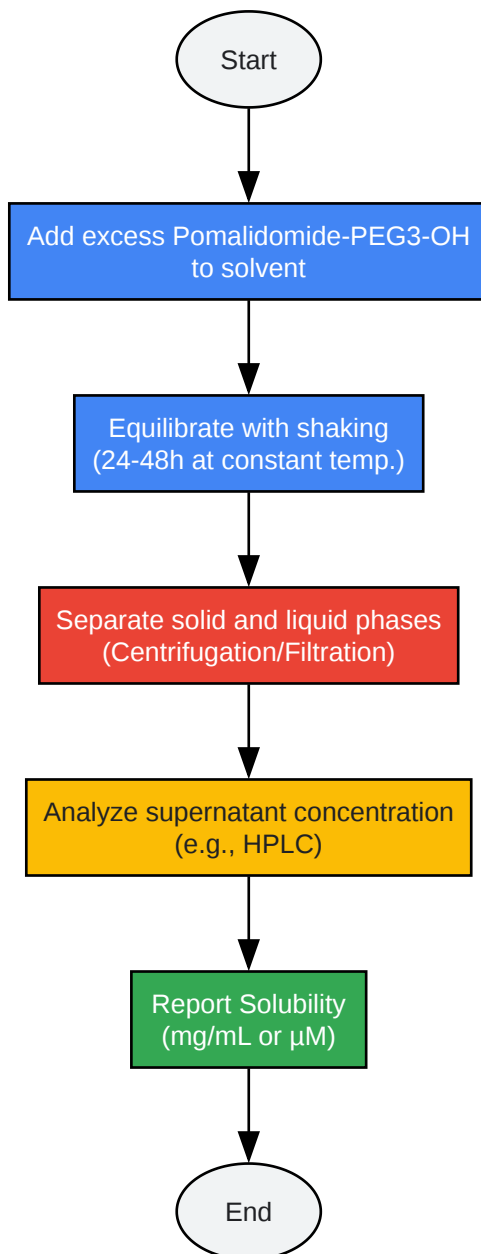 Start
Add excess Pomalidomide-PEG3-OH
to solvent
Equilibrate with shaking
(24-48h at constant temp.)
Separate solid and liquid phases
(Centrifugation/Filtration)
Analyze supernatant concentration
(e.g., HPLC)
Report Solubility
(mg/mL or µM)
End